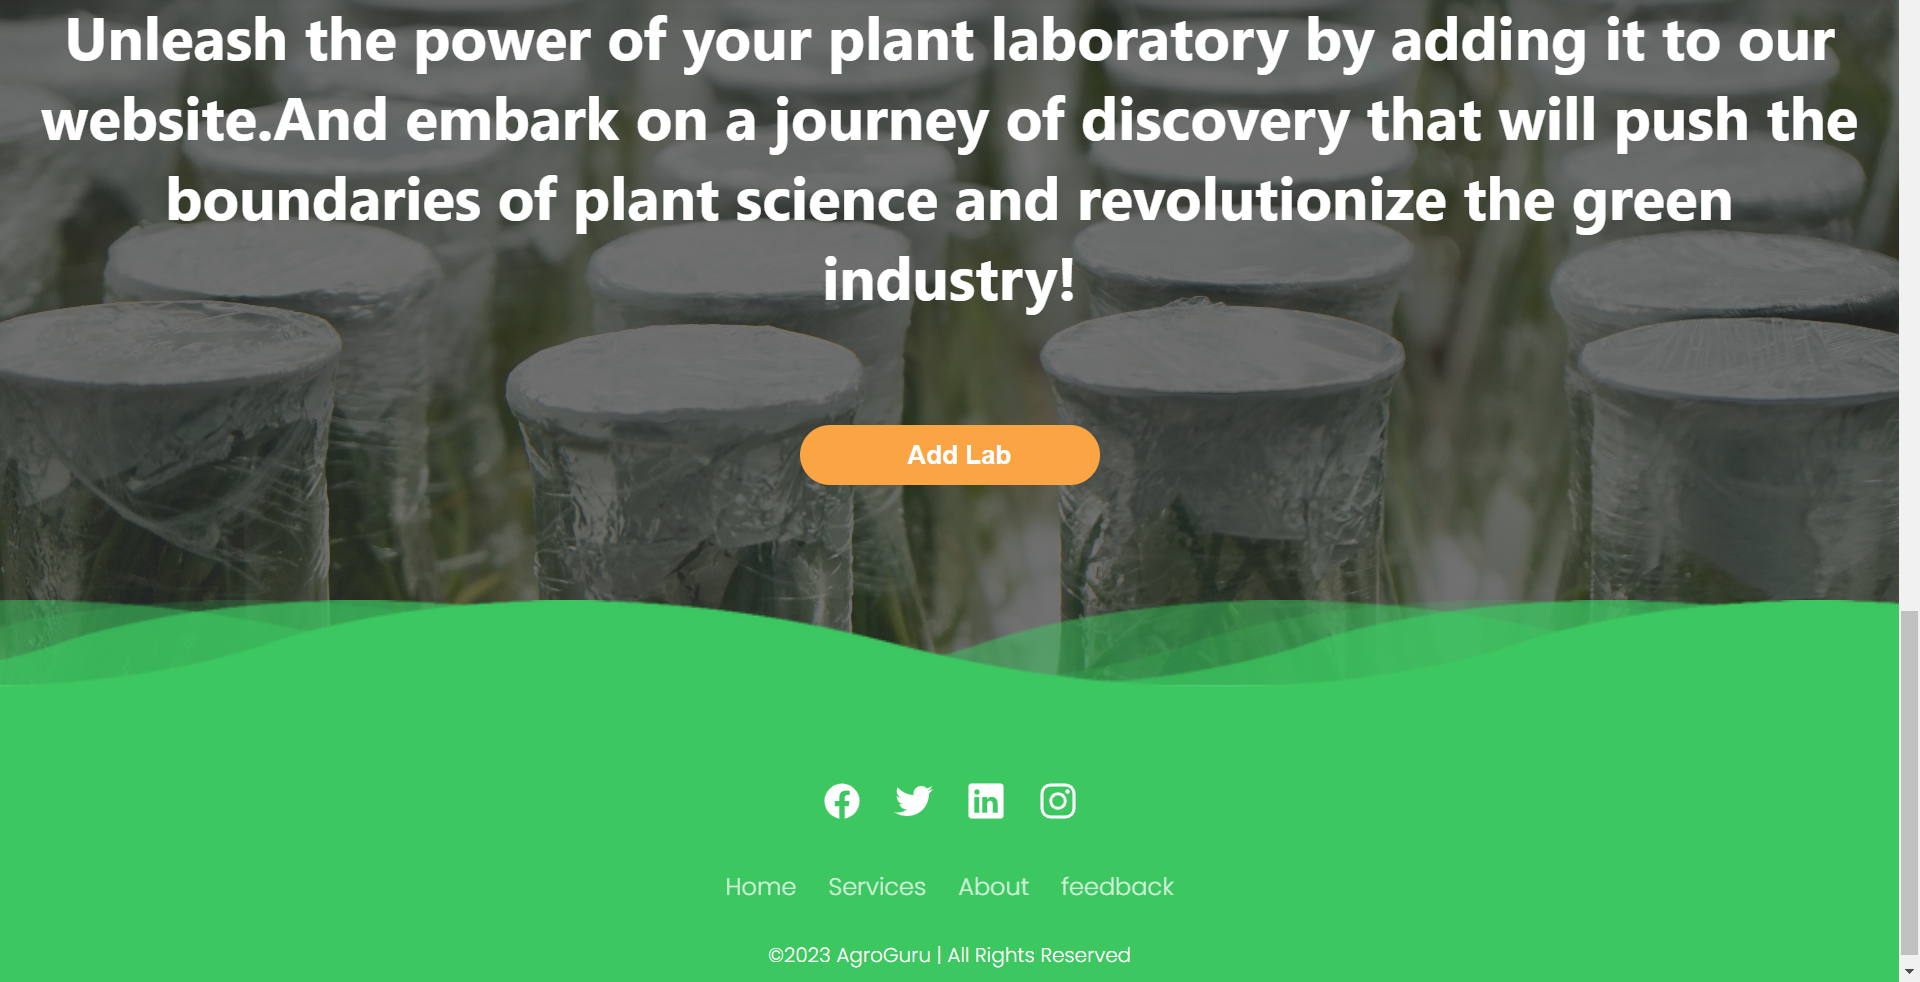 Unleash the power of your plant laboratory by adding it to our
website.And embark on a journey of discovery that will push the
boundaries of plant science and revolutionize the green
industry!
Add Lab
Home Services About feedback
©2023 AgroGuru | All Rights Reserved